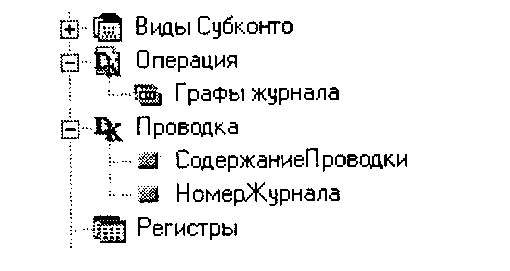 Виды Субконто
Операция
Графы журнала
Проводка
СодержаниеПроводки
НомерЖурнала
Регистры